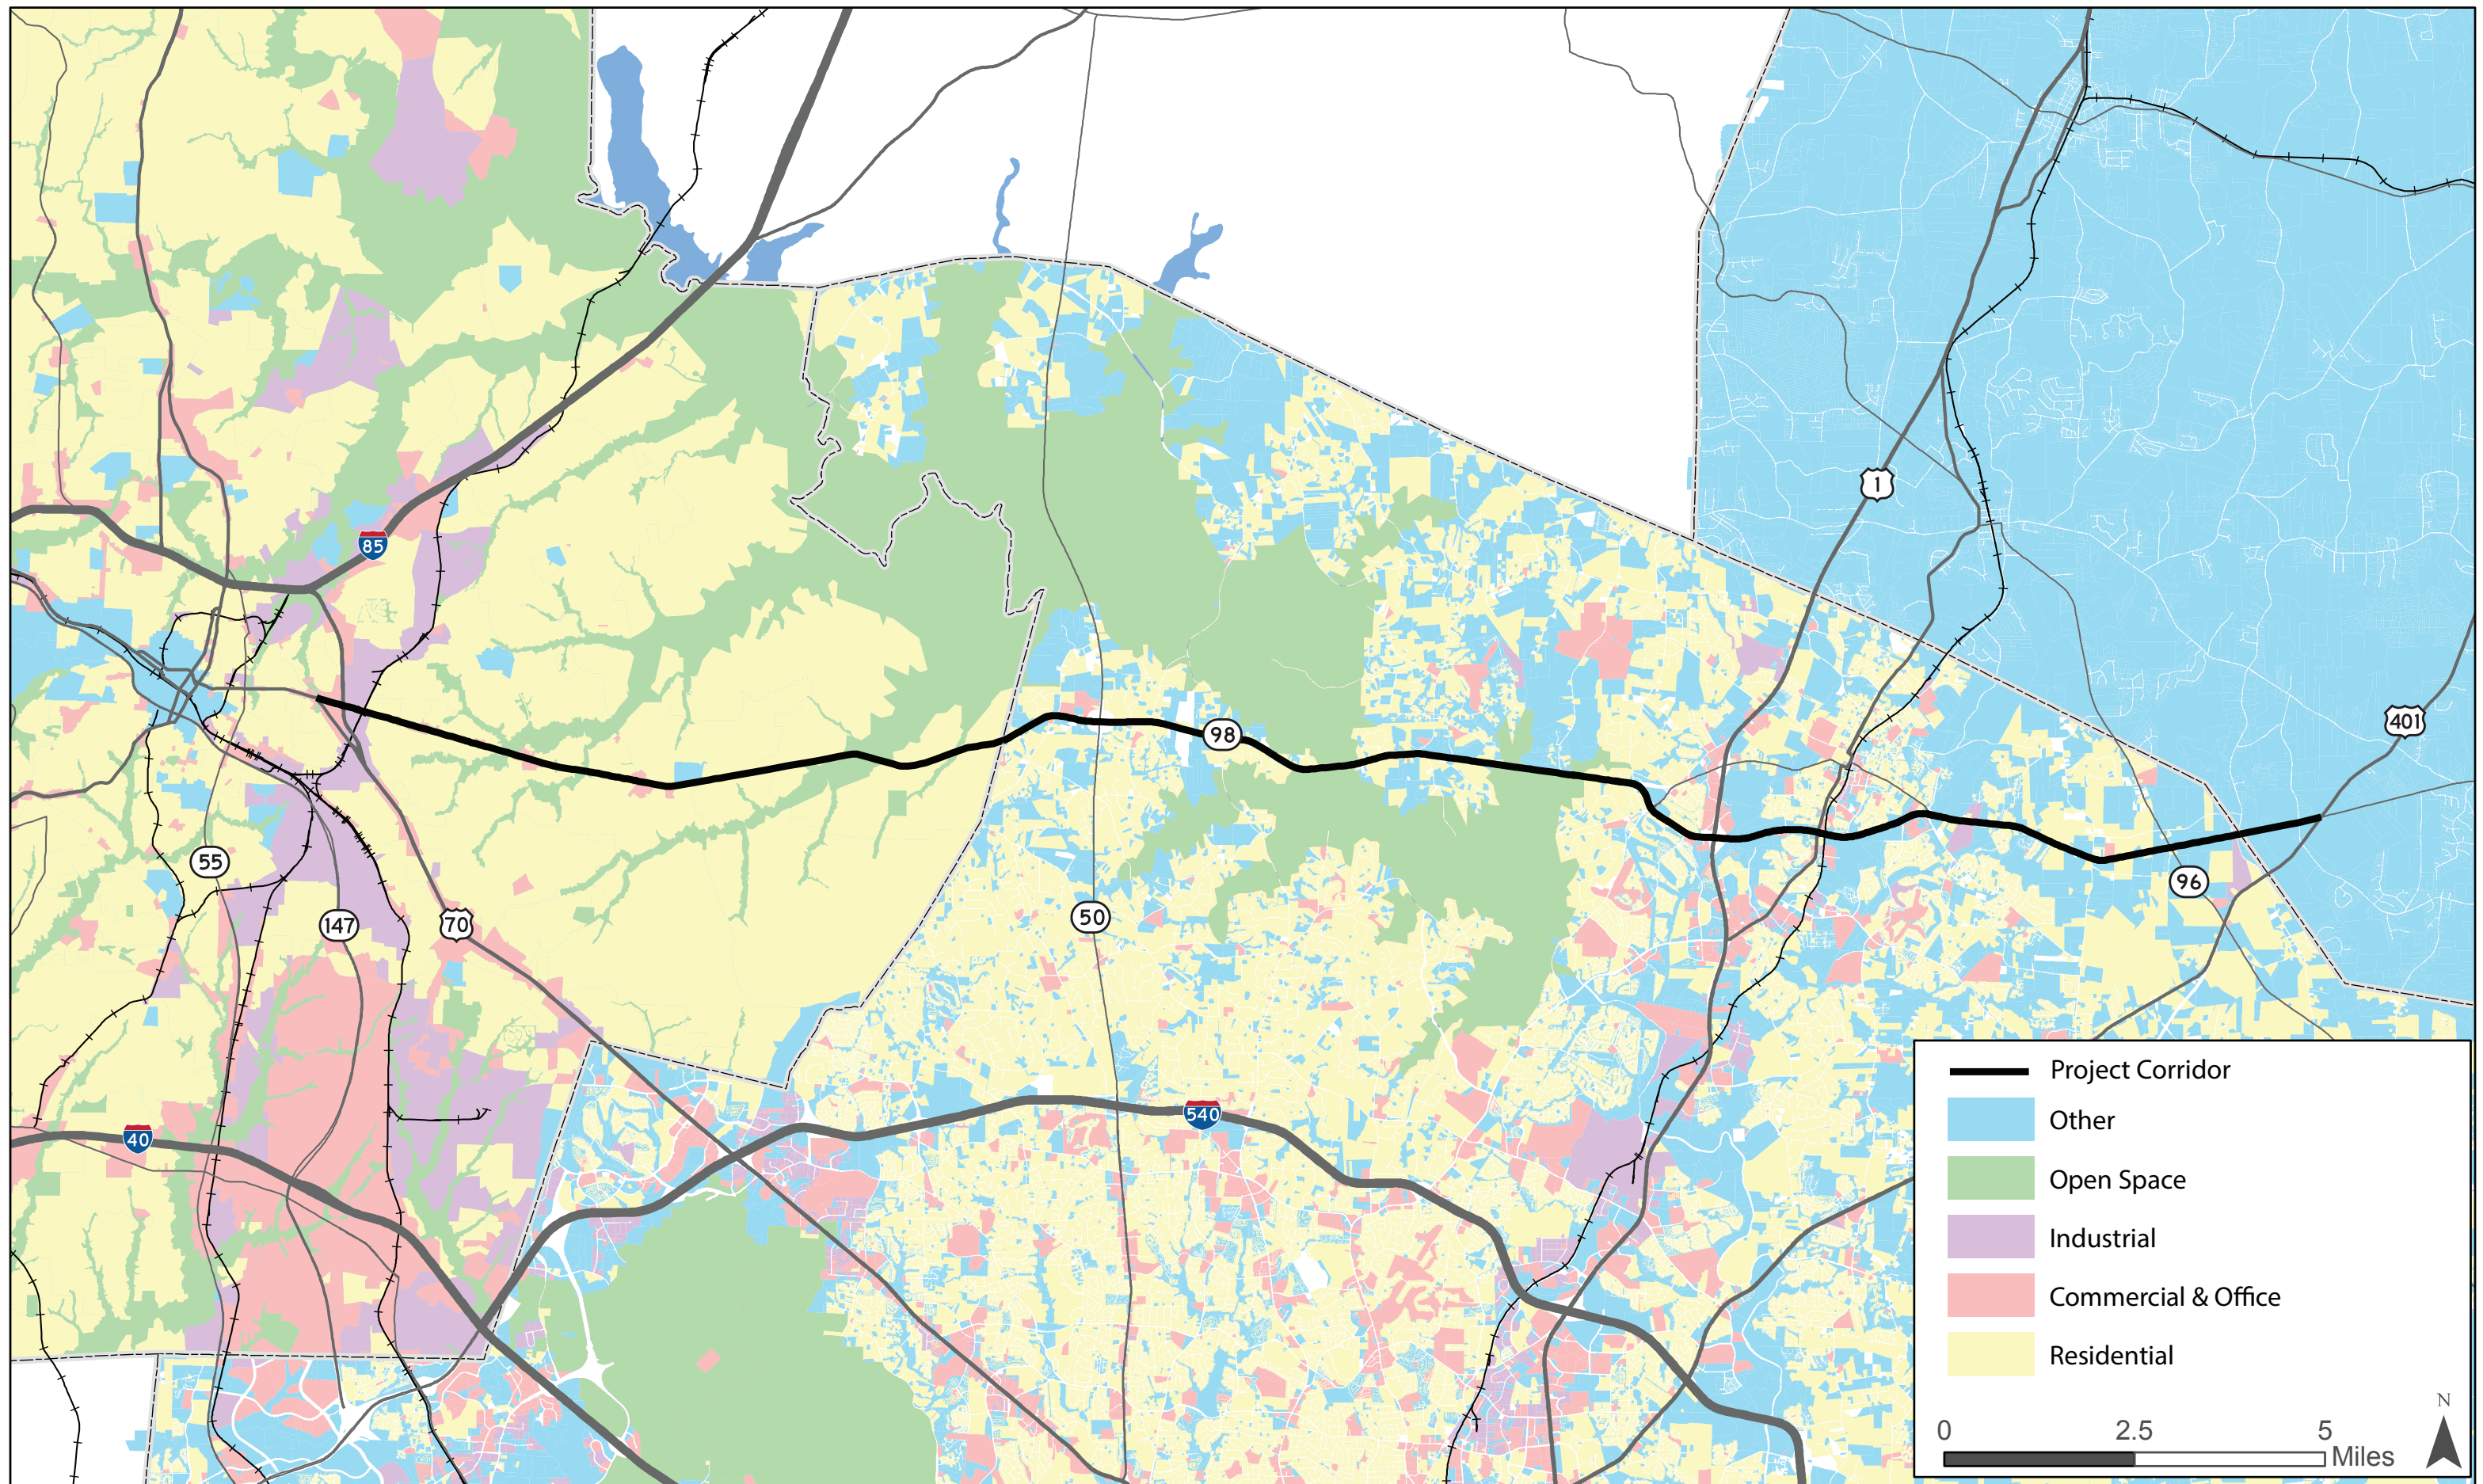 1
85
401
98
55
96
147
70
50
540
40
Project Corridor
Other
Open Space
Industrial
Commercial & Office
Residential
N
0 2.5 5
Miles